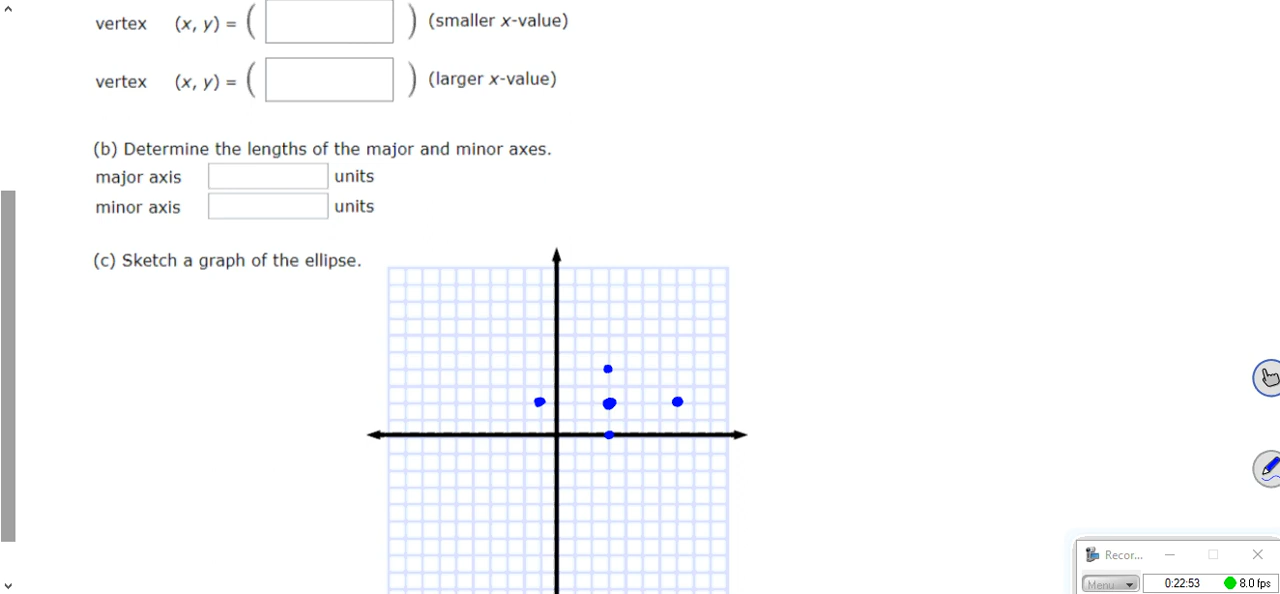 vertex (x, y) = ( ) (smaller x-value)
vertex (x, y) = ( ) (larger x-value)
(b) Determine the lengths of the major and minor axes.
major axis units
minor axis units
(c) Sketch a graph of the ellipse.
Recor...
Menu 0:22:53 8.0 fps